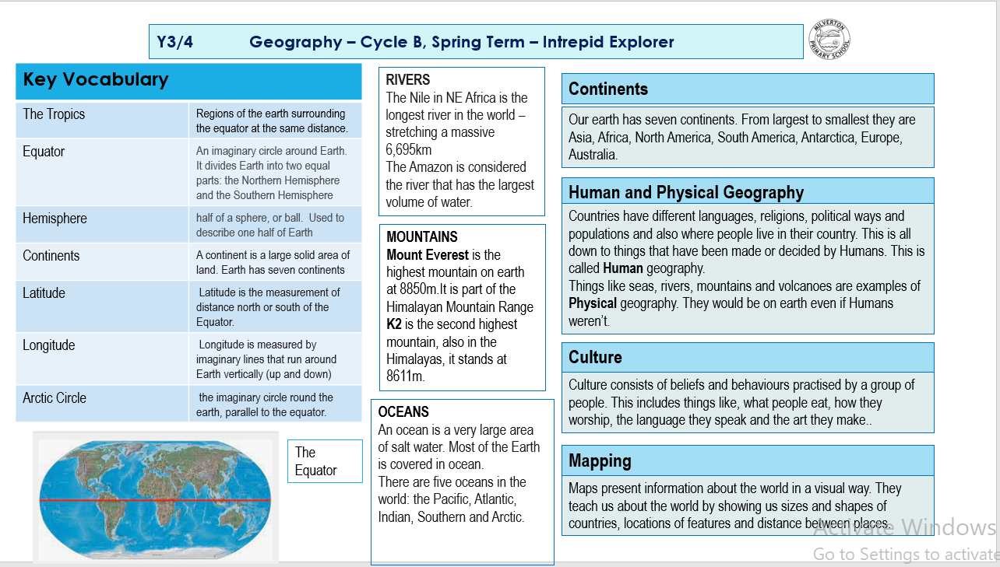 Y3/4 Geography – Cycle B, Spring Term – Intrepid Explorer
MILVERTON
PRIMARY SCHOOL
Key Vocabulary
The Tropics
Regions of the earth surrounding
the equator at the same distance.
Equator
An imaginary circle around Earth.
It divides Earth into two equal
parts: the Northern Hemisphere
and the Southern Hemisphere
Hemisphere
half of a sphere, or ball. Used to
describe one half of Earth
Continents
A continent is a large solid area of
land. Earth has seven continents
Latitude
Latitude is the measurement of
distance north or south of the
Equator.
Longitude
Longitude is measured by
imaginary lines that run around
Earth vertically (up and down)
Arctic Circle
the imaginary circle round the
earth, parallel to the equator.
The
Equator
RIVERS
The Nile in NE Africa is the
longest river in the world –
stretching a massive
6,695km
The Amazon is considered
the river that has the largest
volume of water.
MOUNTAINS
Mount Everest is the
highest mountain on earth
at 8850m.It is part of the
Himalayan Mountain Range
K2 is the second highest
mountain, also in the
Himalayas, it stands at
8611m.
OCEANS
An ocean is a very large area
of salt water. Most of the Earth
is covered in ocean.
There are five oceans in the
world: the Pacific, Atlantic,
Indian, Southern and Arctic.
Continents
Our earth has seven continents. From largest to smallest they are
Asia, Africa, North America, South America, Antarctica, Europe,
Australia.
Human and Physical Geography
Countries have different languages, religions, political ways and
populations and also where people live in their country. This is all
down to things that have been made or decided by Humans. This is
called Human geography.
Things like seas, rivers, mountains and volcanoes are examples of
Physical geography. They would be on earth even if Humans
weren't.
Culture
Culture consists of beliefs and behaviours practised by a group of
people. This includes things like, what people eat, how they
worship, the language they speak and the art they make..
Mapping
Maps present information about the world in a visual way. They
teach us about the world by showing us sizes and shapes of
countries, locations of features and distance between places.
Activate Windows
Go to Settings to activate